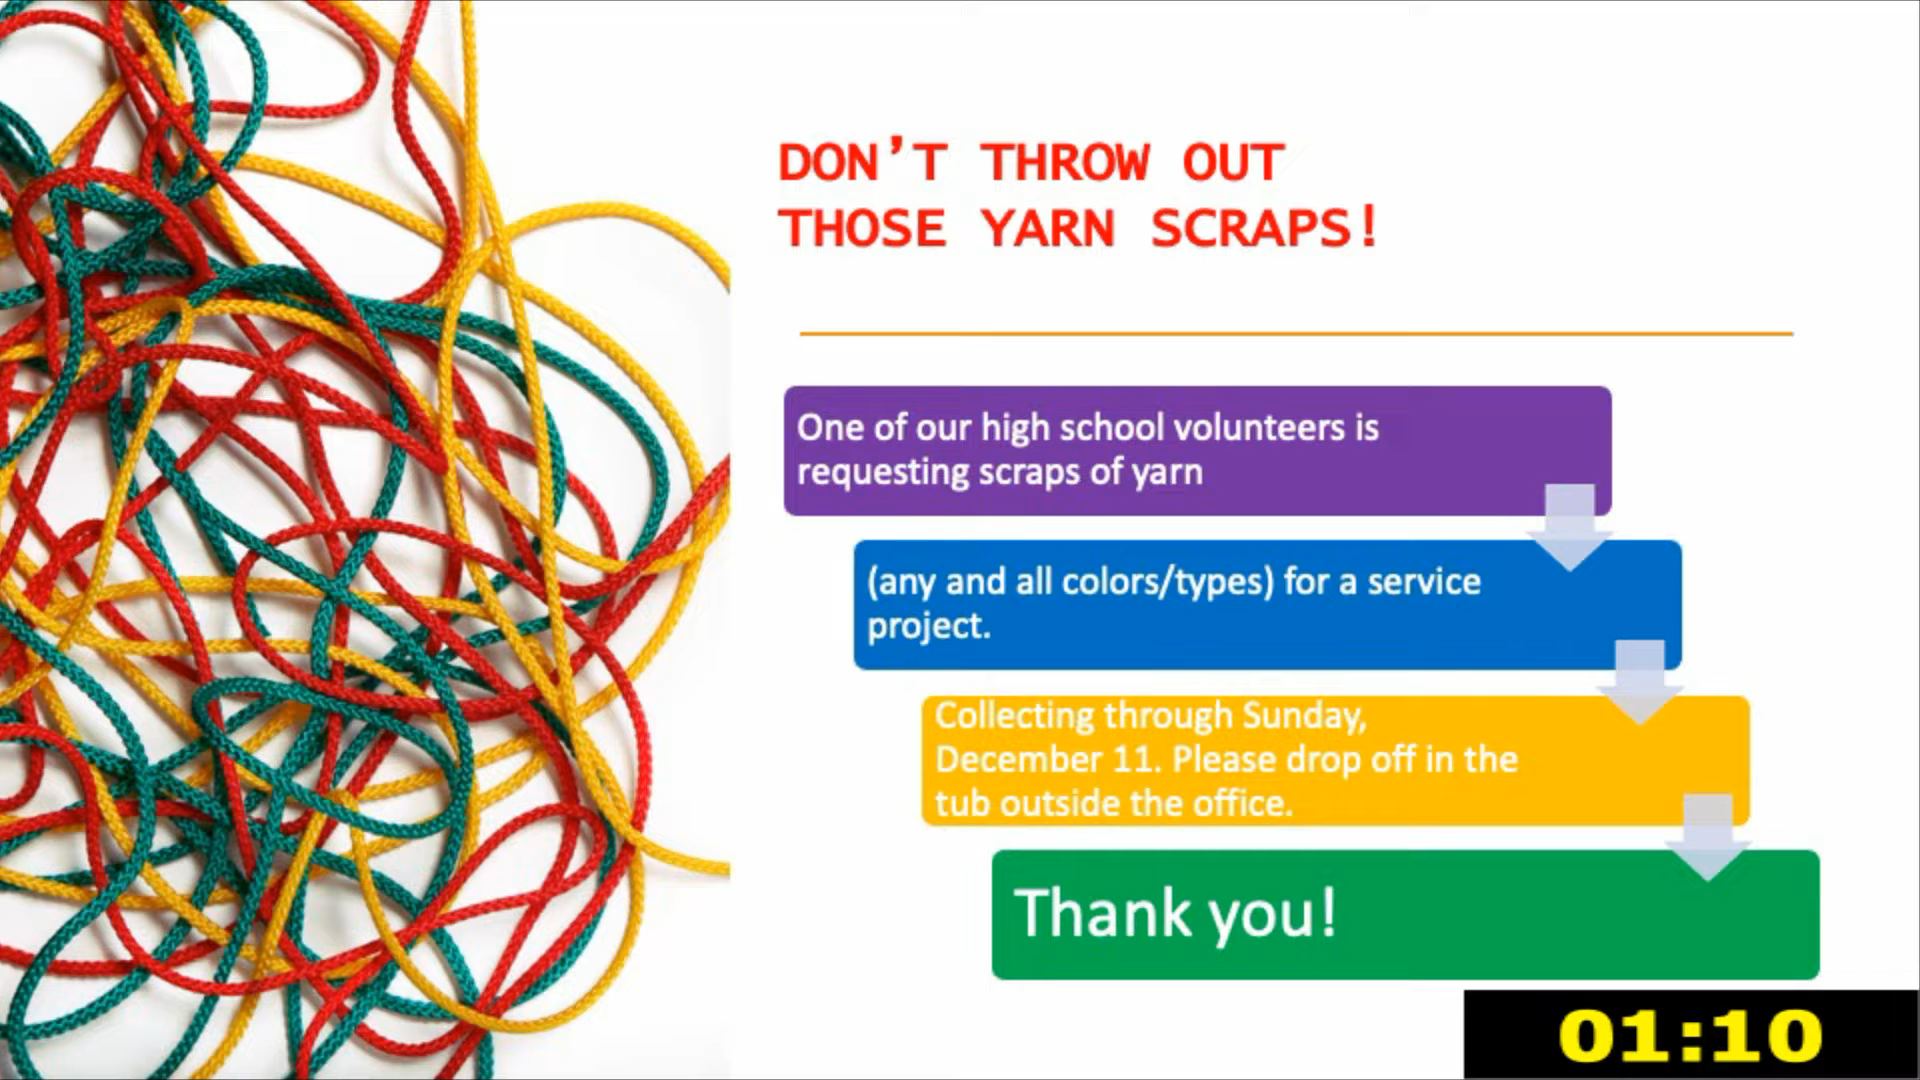 DON’T THROW OUT
THOSE YARN SCRAPS!
One of our high school volunteers is
requesting scraps of yarn
(any and all colors/types) for a service
project.
Collecting through Sunday,
December 11. Please drop off in the
tub outside the office.
Thank you!
01:10